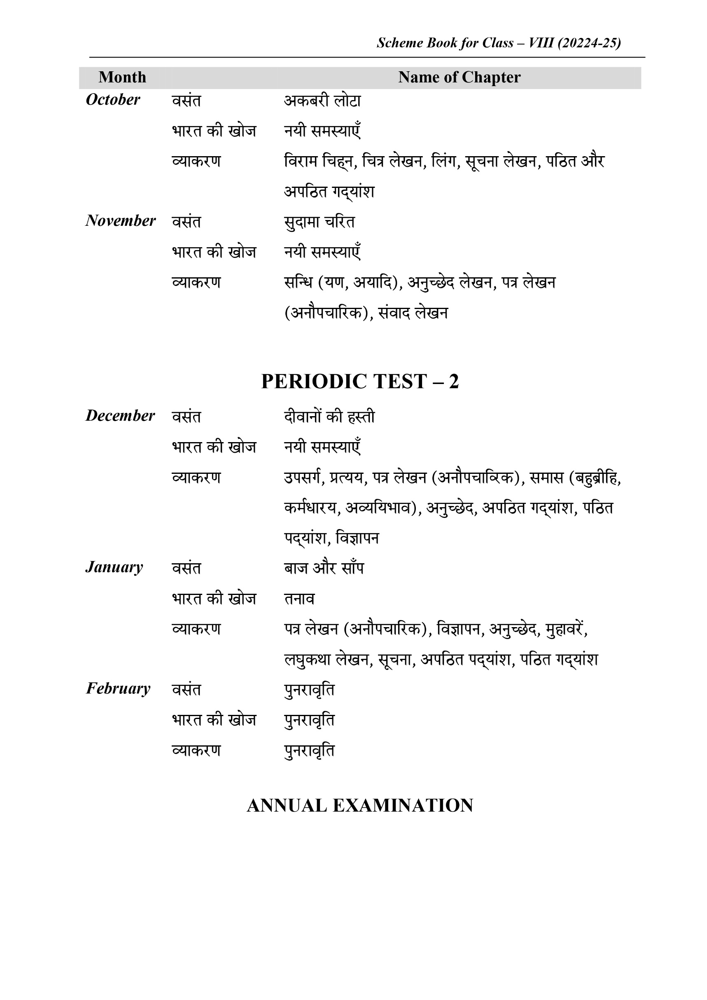 Scheme Book for Class – VIII (20224-25)
Month Name of Chapter
October वसंत अकबरी लोटा
भारत की खोज नयी समस्याएँ
व्याकरण विराम चिह्न, चित्र लेखन, लिंग, सूचना लेखन, पठित और
अपठित गद्यांश
November वसंत सुदामा चरित
भारत की खोज नयी समस्याएँ
व्याकरण सन्धि (यण, अयादि), अनुच्छेद लेखन, पत्र लेखन
(अनौपचारिक), संवाद लेखन
PERIODIC TEST – 2
December वसंत दीवानों की हस्ती
भारत की खोज नयी समस्याएँ
व्याकरण उपसर्ग, प्रत्यय, पत्र लेखन (अनौपचाव्रिक), समास (बहुब्रीहि,
कर्मधारय, अव्ययिभाव), अनुच्छेद, अपठित गद्यांश, पठित
पद्यांश, विज्ञापन
January वसंत बाज और साँप
भारत की खोज तनाव
व्याकरण पत्र लेखन (अनौपचारिक), विज्ञापन, अनुच्छेद, मुहावरें,
लघुकथा लेखन, सूचना, अपठित पद्यांश, पठित गद्यांश
February वसंत पुनरावृति
भारत की खोज पुनरावृति
व्याकरण पुनरावृति
ANNUAL EXAMINATION